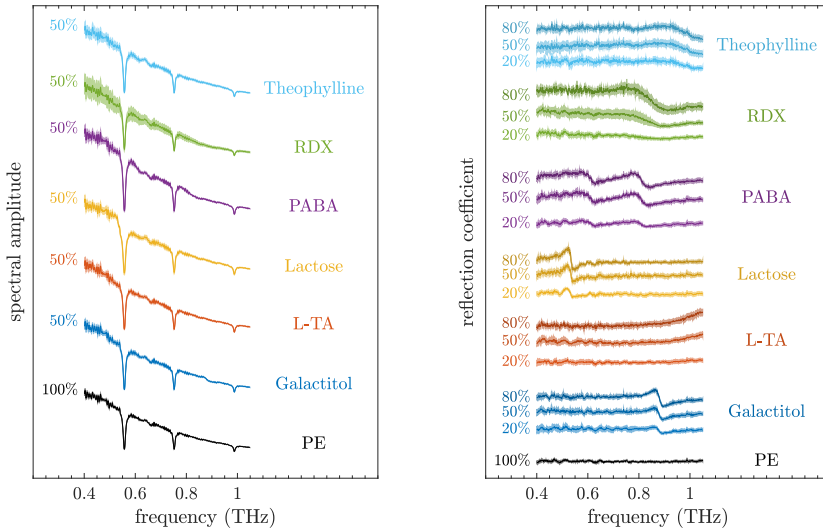 spectral amplitude
50%
Theophylline
50%
RDX
50%
PABA
50%
Lactose
50%
L-TA
50%
Galactitol
100%
PE
0.4 0.6 0.8 1
frequency (THz)
reflection coefficient
80%
50%
20%
Theophylline
80%
50%
20%
RDX
80%
50%
20%
PABA
80%
50%
20%
Lactose
80%
50%
20%
L-TA
80%
50%
20%
Galactitol
100%
PE
0.4 0.6 0.8 1
frequency (THz)